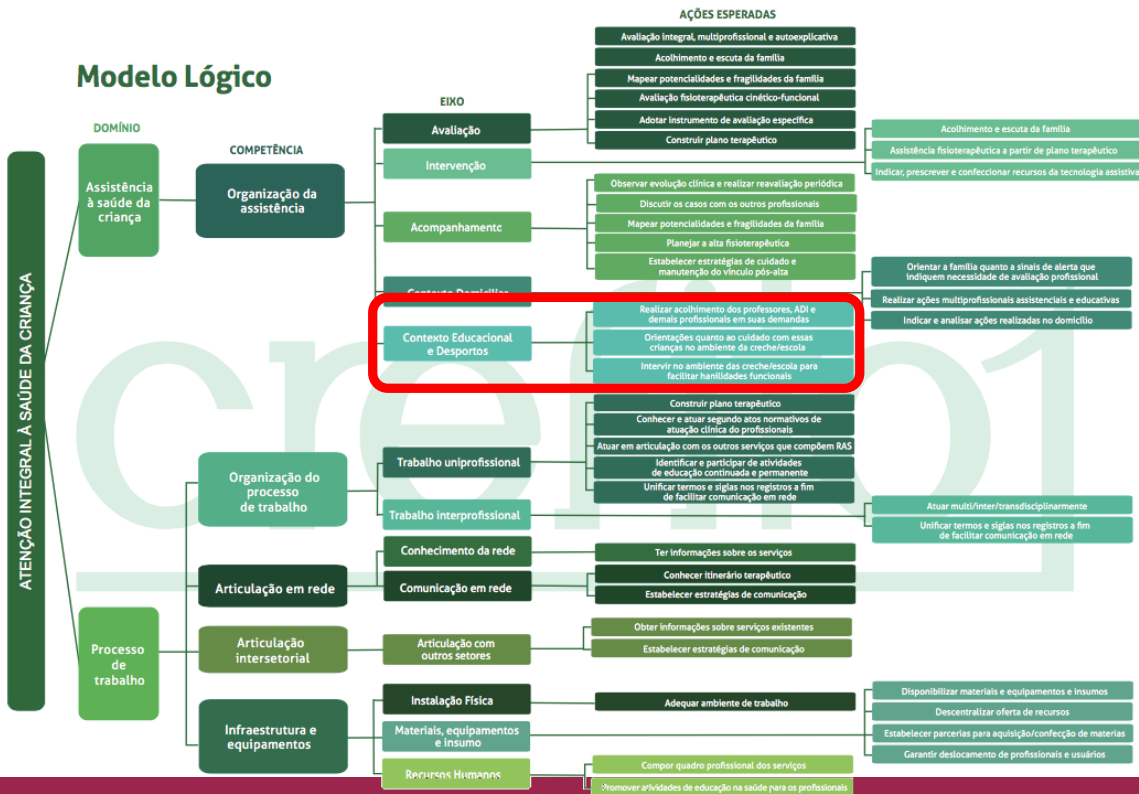 AÇÕES ESPERADAS
Modelo Lógico
EIXO
DOMÍNIO
COMPETÊNCIA
ATENÇÃO INTEGRAL À SAÚDE DA CRIANÇA
Assistência
à saúde da
criança
Organização da
assistência
Avaliação
Avaliação integral, multiprofissional e autoexplicativa
Acolhimento e escuta da família
Mapear potencialidades e fragilidades da família
Avaliação fisioterapêutica cinético-funcional
Adotar instrumento de avaliação específica
Construir plano terapêutico
Intervenção
Acolhimento e escuta da família
Assistência fisioterapêutica a partir de plano terapêutico
Indicar, prescrever e confeccionar recursos da tecnologia assistiva
Acompanhamento
Observar evolução clínica e realizar reavaliação periódica
Discutir os casos com os outros profissionais
Mapear potencialidades e fragilidades da família
Planejar a alta fisioterapêutica
Estabelecer estratégias de cuidado e
manutenção do vínculo pós-alta
Contexto Domiciliar
Orientar a família quanto a sinais de alerta que
indiquem necessidade de avaliação profissional
Realizar ações multiprofissionais assistenciais e educativas
Indicar e analisar ações realizadas no domicílio
Contexto Educacional
e Desportos
Realizar acolhimento dos professores, ADI e
demais profissionais em suas demandas
Orientações quanto ao cuidado com essas
crianças no ambiente da creche/escola
Intervir no ambiente das creche/escola para
facilitar hanilidades funcionais
Processo
de
trabalho
Organização do
processo
de trabalho
Trabalho uniprofissional
Construir plano terapêutico
Conhecer e atuar segundo atos normativos de
atuação clínica do profissionais
Atuar em articulação com os outros serviços que compõem RAS
Identificar e participar de atividades
de educação continuada e permanente
Unificar termos e siglas nos registros a fim
de facilitar comunicação em rede
Trabalho interprofissional
Atuar multi/inter/transdisciplinarmente
Unificar termos e siglas nos registros a fim
de facilitar comunicação em rede
Articulação em rede
Conhecimento da rede
Ter informações sobre os serviços
Comunicação em rede
Conhecer itinerário terapêutico
Estabelecer estratégias de comunicação
Articulação
intersetorial
Articulação com
outros setores
Obter informações sobre serviços existentes
Estabelecer estratégias de comunicação
Infraestrutura e
equipamentos
Instalação Física
Adequar ambiente de trabalho
Materiais, equipamentos
e insumo
Disponibilizar materiais e equipamentos e insumos
Descentralizar oferta de recursos
Estabelecer parcerias para aquisição/confecção de materias
Garantir deslocamento de profissionais e usuários
Recursos Humanos
Compor quadro profissional dos serviços
Promover atividades de educação na saúde para os profissionais
crefito1